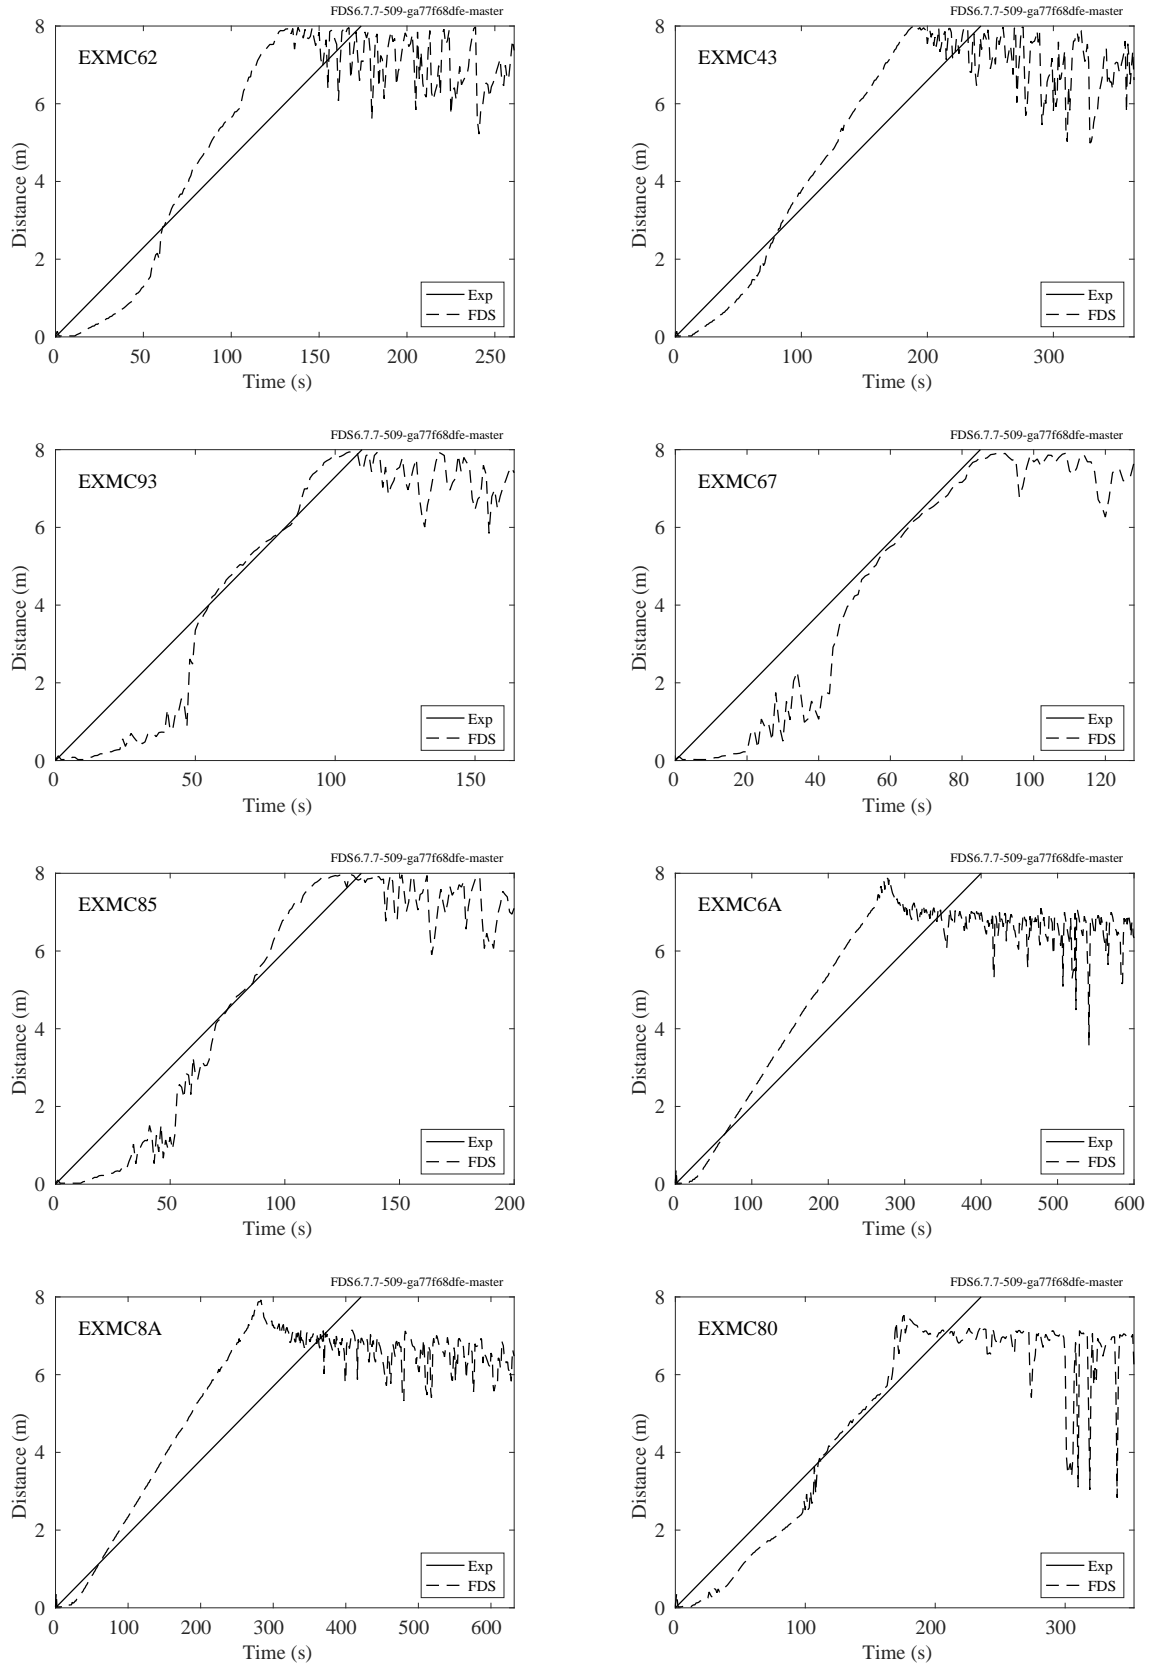 FDS6.7.7-509-ga77f68dfe-master
EXMC62
8
6
4
2
0
Distance (m)
0 50 100 150 200 250
Time (s)
Exp
FDS
FDS6.7.7-509-ga77f68dfe-master
EXMC43
8
6
4
2
0
Distance (m)
0 100 200 300
Time (s)
Exp
FDS
FDS6.7.7-509-ga77f68dfe-master
EXMC93
8
6
4
2
0
Distance (m)
0 50 100 150
Time (s)
Exp
FDS
FDS6.7.7-509-ga77f68dfe-master
EXMC67
8
6
4
2
0
Distance (m)
0 20 40 60 80 100 120
Time (s)
Exp
FDS
FDS6.7.7-509-ga77f68dfe-master
EXMC85
8
6
4
2
0
Distance (m)
0 50 100 150 200
Time (s)
Exp
FDS
FDS6.7.7-509-ga77f68dfe-master
EXMC6A
8
6
4
2
0
Distance (m)
0 100 200 300 400 500 600
Time (s)
Exp
FDS
FDS6.7.7-509-ga77f68dfe-master
EXMC8A
8
6
4
2
0
Distance (m)
0 100 200 300 400 500 600
Time (s)
Exp
FDS
FDS6.7.7-509-ga77f68dfe-master
EXMC80
8
6
4
2
0
Distance (m)
0 100 200 300
Time (s)
Exp
FDS